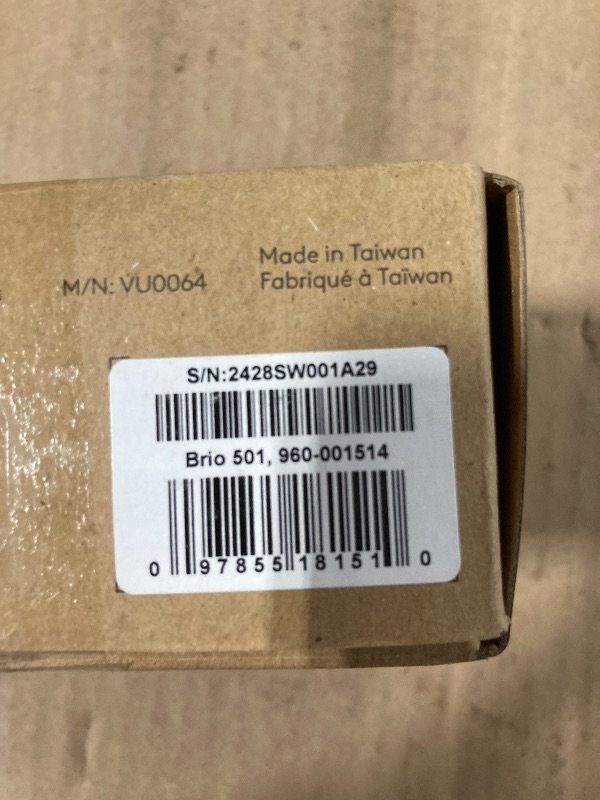 Made in Taiwan
M/N: VU0064
Fabriqué à Taïwan
S/N:2428SW001A29
Brio 501, 960-001514
0 97855 18151 0